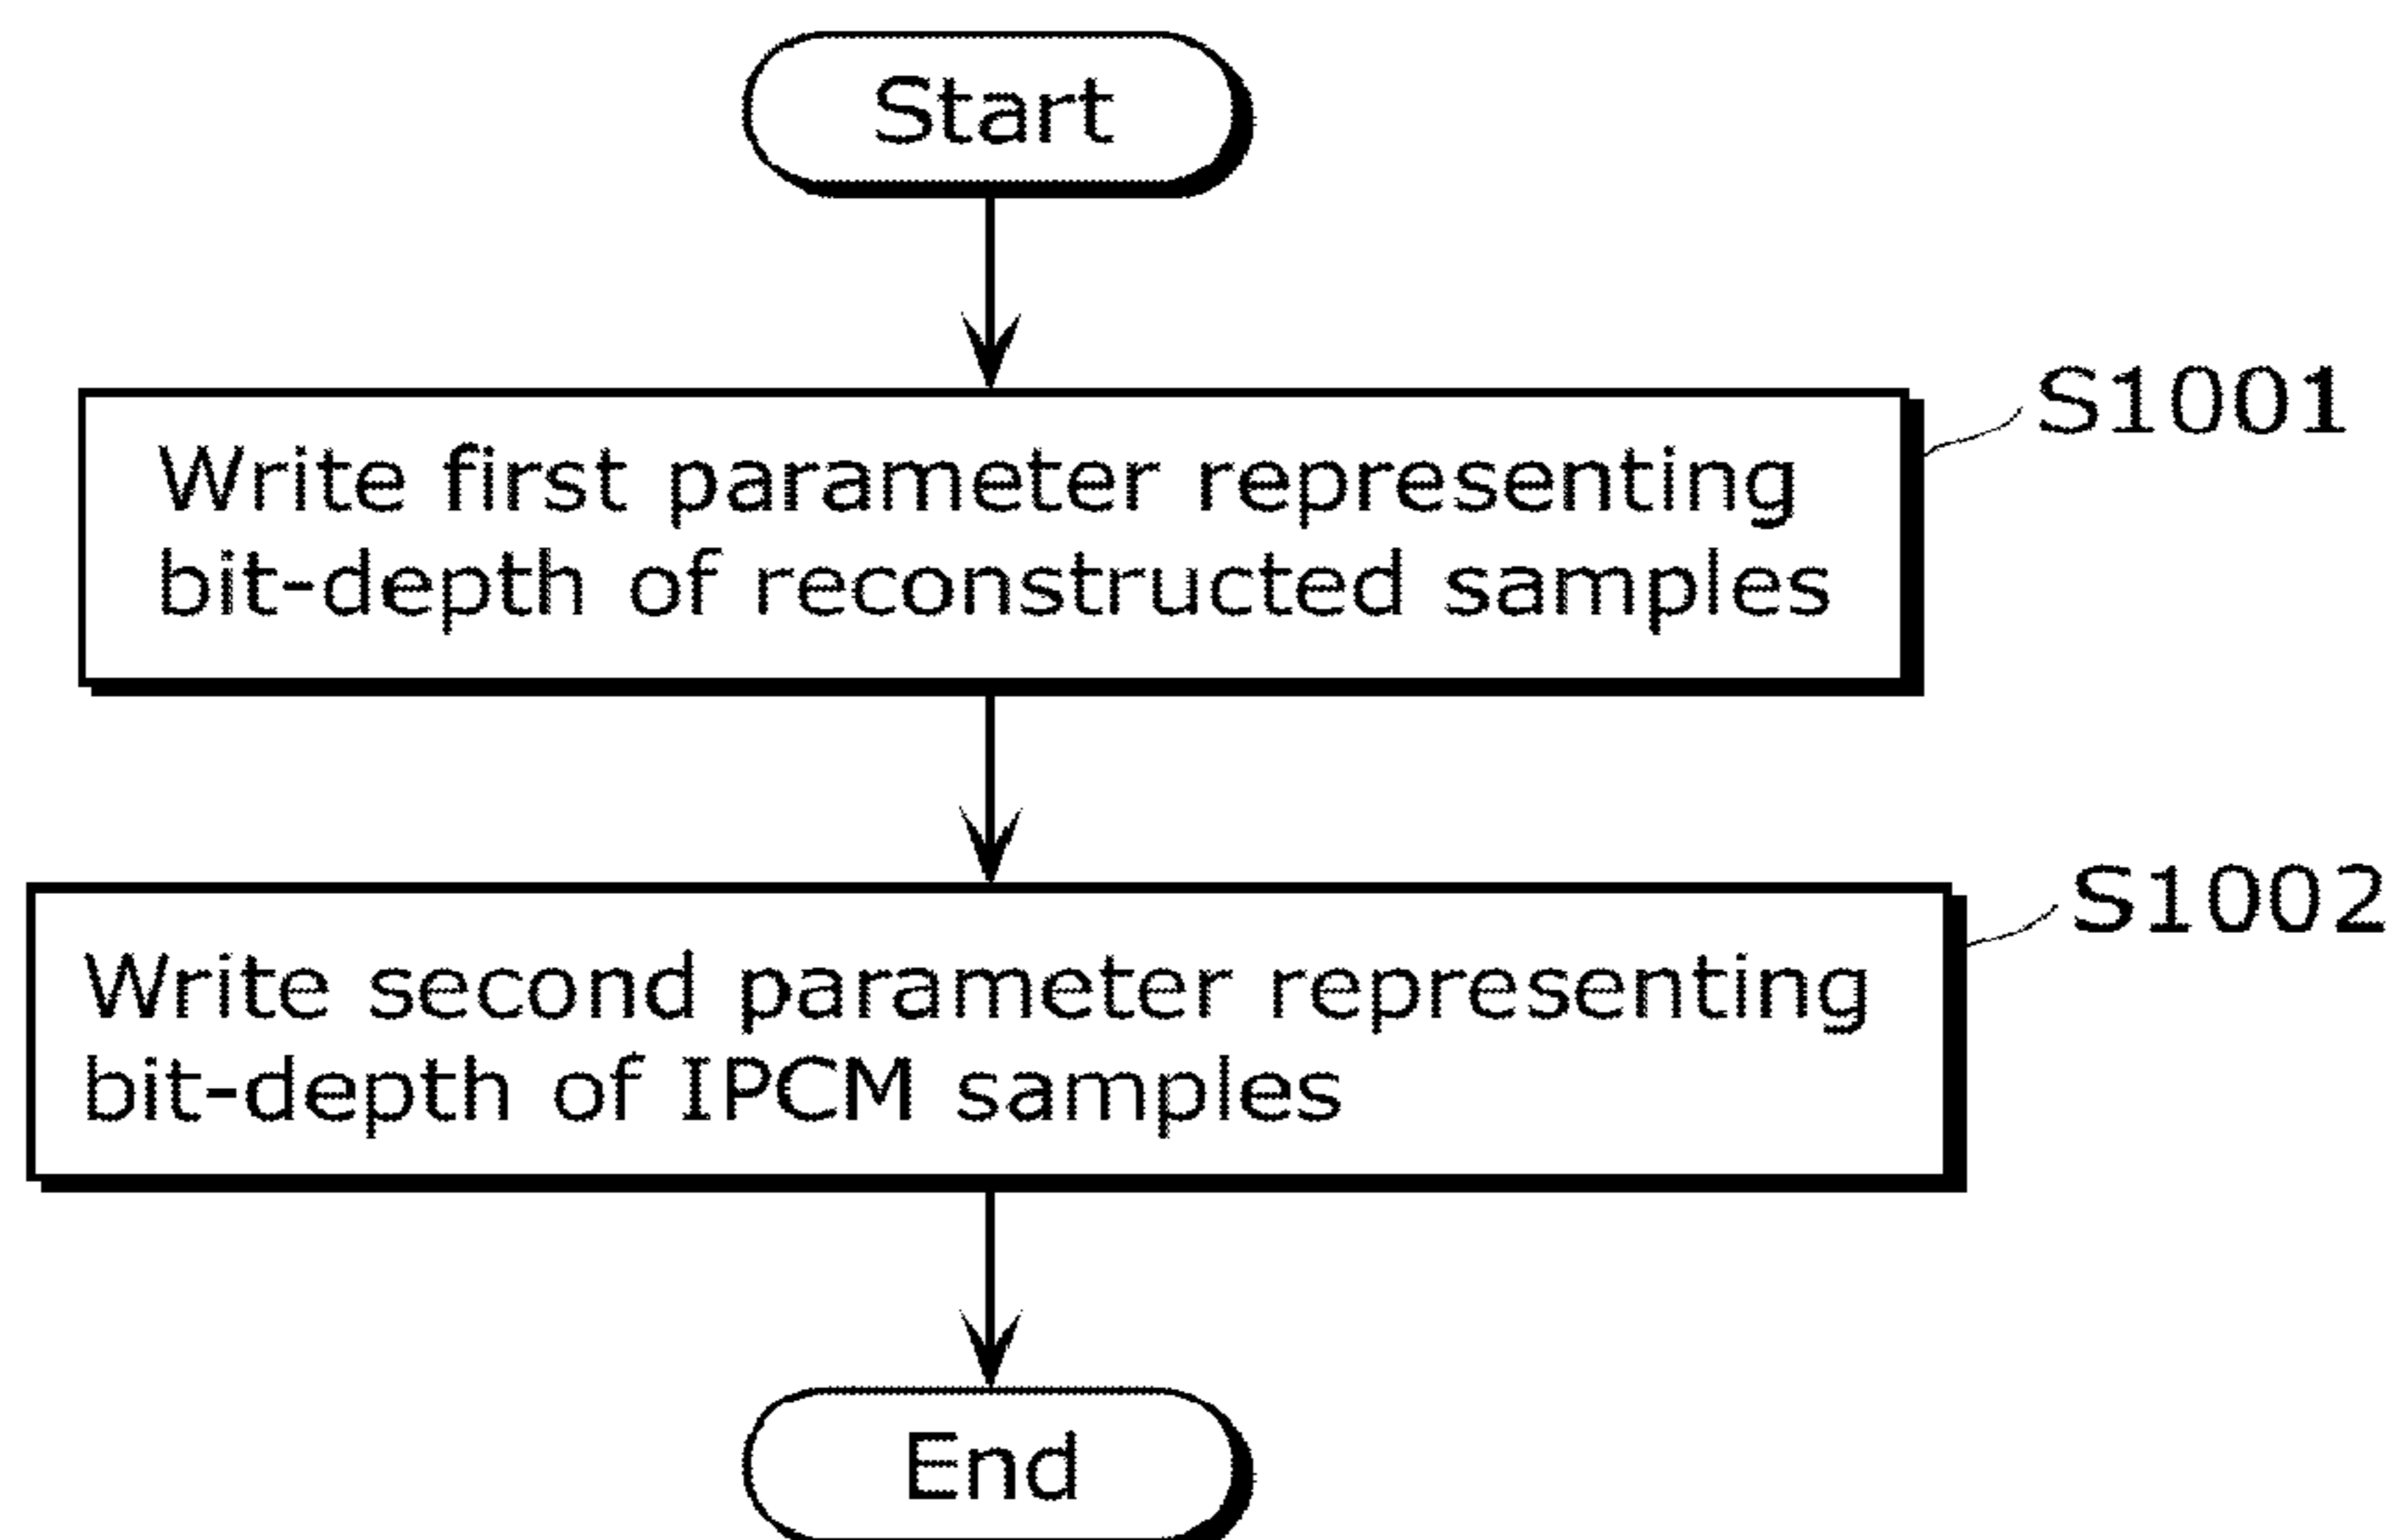 Start
S1001
Write first parameter representing
bit-depth of reconstructed samples
S1002
Write second parameter representing
bit-depth of IPCM samples
End